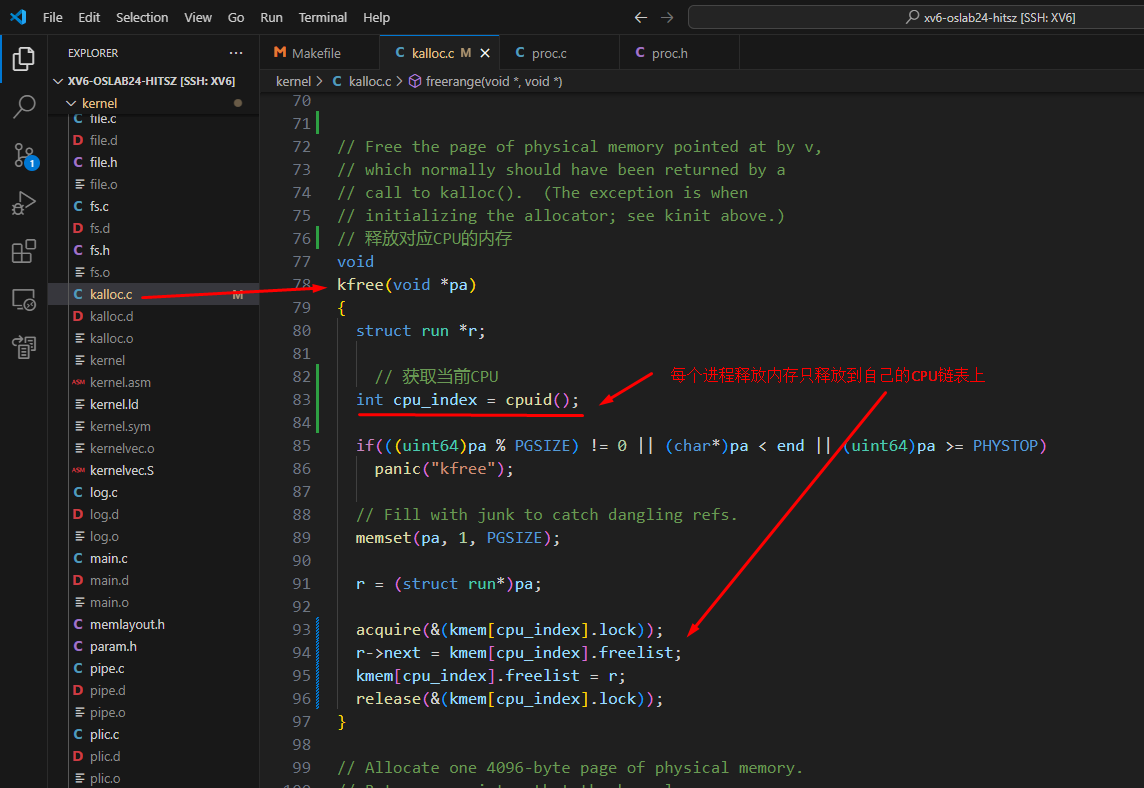 File Edit Selection View Go Run Terminal Help
xv6-oslab24-hitsz [SSH: XV6]
EXPLORER
XV6-OSLAB24-HITSZ [SSH: XV6]
kernel
file.c
file.d
file.h
file.o
fs.c
fs.d
fs.h
fs.o
kalloc.c M
kalloc.d
kalloc.o
kernel
kernel.asm
kernel.ld
kernel.sym
kernelvec.o
kernelvec.S
log.c
log.d
log.o
main.c
main.d
main.o
memlayout.h
param.h
pipe.c
pipe.d
pipe.o
plic.c
plic.d
plic.o
1
Makefile kalloc.c M proc.c proc.h
kernel > kalloc.c > freerange(void *, void *)
70
71
72 // Free the page of physical memory pointed at by v,
73 // which normally should have been returned by a
74 // call to kalloc().  (The exception is when
75 // initializing the allocator; see kinit above.)
76 // 释放对应CPU的内存
77 void
78 kfree(void *pa)
79 {
80   struct run *r;
81
82     // 获取当前CPU
83   int cpu_index = cpuid();
84
85   if(((uint64)pa % PGSIZE) != 0 || (char*)pa < end || (uint64)pa >= PHYSTOP)
86     panic("kfree");
87
88   // Fill with junk to catch dangling refs.
89   memset(pa, 1, PGSIZE);
90
91   r = (struct run*)pa;
92
93   acquire(&(kmem[cpu_index].lock));
94   r->next = kmem[cpu_index].freelist;
95   kmem[cpu_index].freelist = r;
96   release(&(kmem[cpu_index].lock));
97 }
98
99 // Allocate one 4096-byte page of physical memory.
每个进程释放内存只释放到自己的CPU链表上